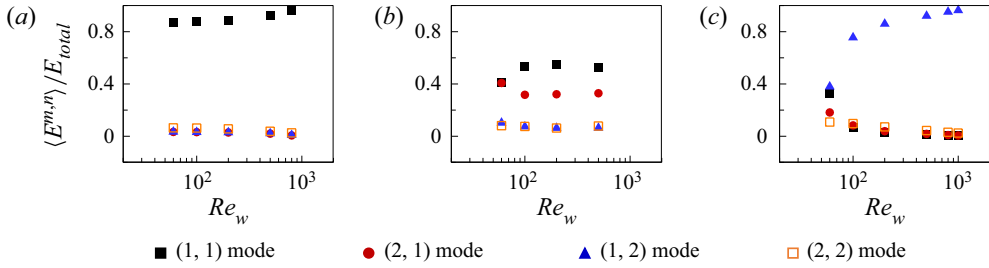 (a) (b) (c)
⟨E^{m,n}⟩/E_{total}
0.8 0.8 0.8
0.4 0.4 0.4
0 0 0
10^2 10^3 10^2 10^3 10^2 10^3
Re_w Re_w Re_w
(1, 1) mode (2, 1) mode (1, 2) mode (2, 2) mode